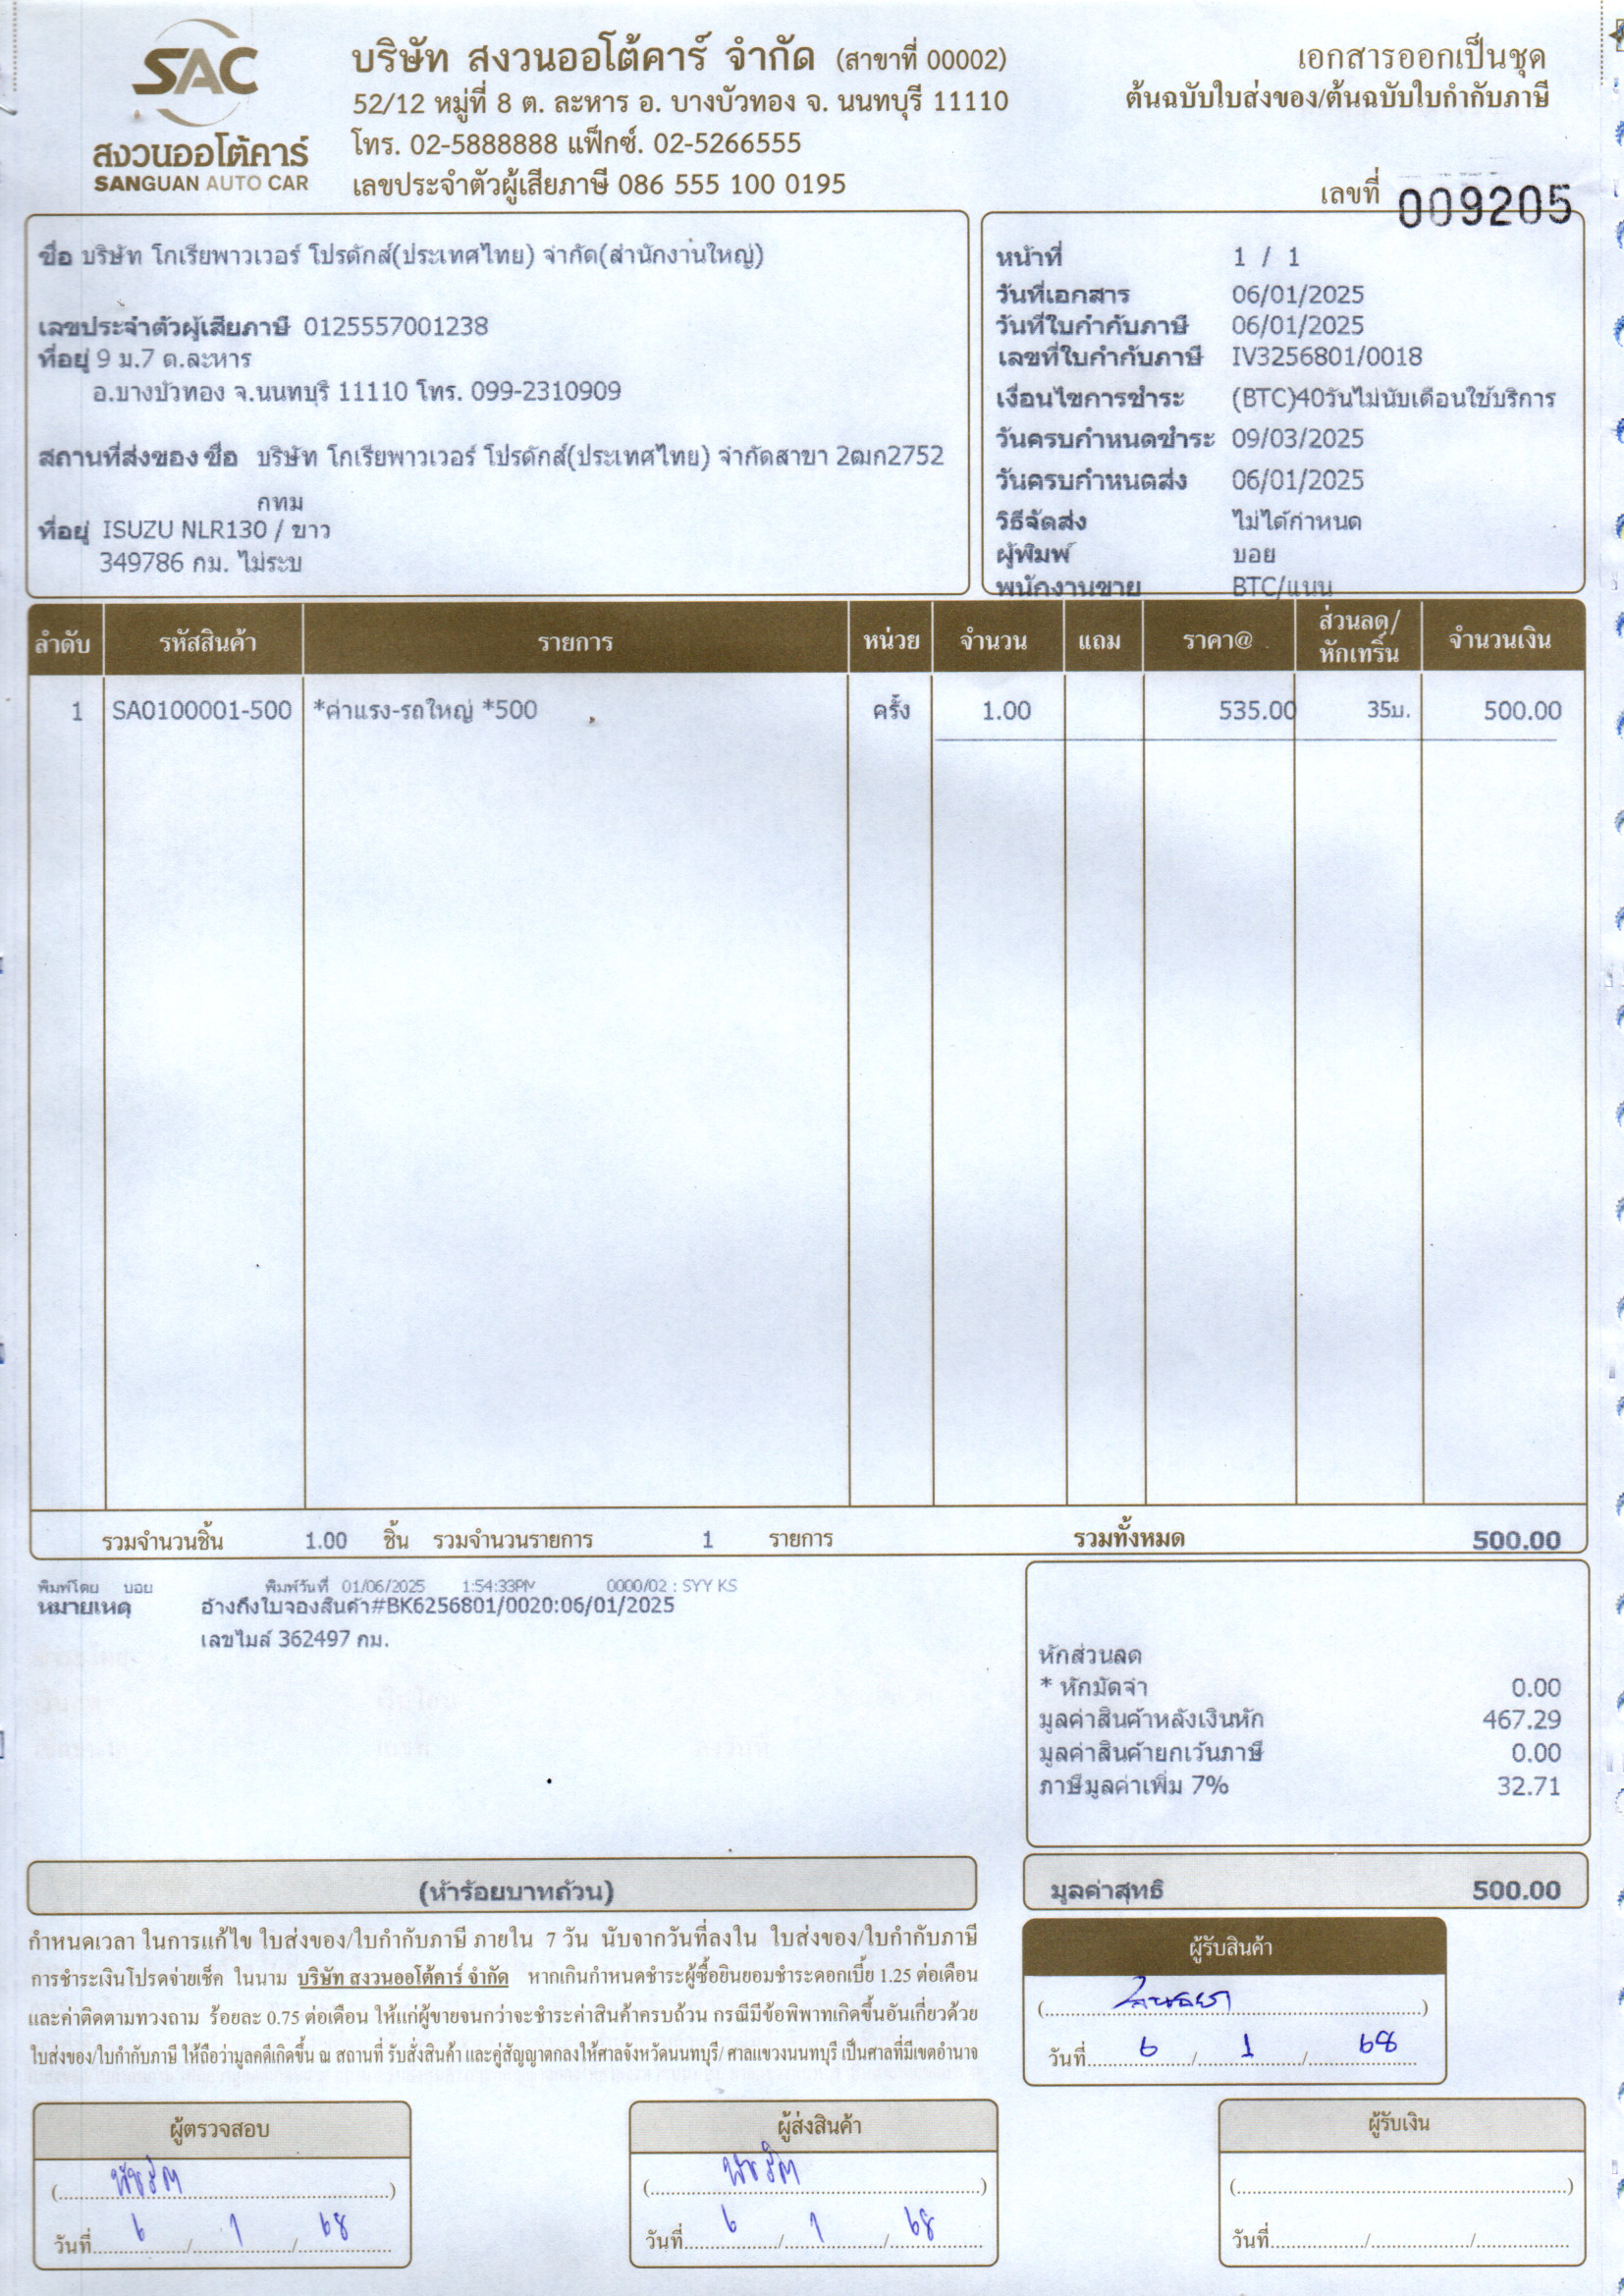 SAC
สงวนออโต้คาร์
SANGUAN AUTO CAR
บริษัท สงวนออโต้คาร์ จำกัด (สาขาที่ 00002)
52/12 หมู่ที่ 8 ต. ละหาร อ. บางบัวทอง จ. นนทบุรี 11110
โทร. 02-5888888 แฟ็กซ์. 02-5266555
เลขประจำตัวผู้เสียภาษี 086 555 100 0195
เอกสารออกเป็นชุด
ต้นฉบับใบส่งของ/ต้นฉบับใบกำกับภาษี
เลขที่ 009205
ชื่อ บริษัท โกเรียพาวเวอร์ โปรดักส์(ประเทศไทย) จำกัด(สำนักงานใหญ่)
เลขประจำตัวผู้เสียภาษี 0125557001238
ที่อยู่ 9 ม.7 ต.ละหาร
อ.บางบัวทอง จ.นนทบุรี 11110 โทร. 099-2310909
สถานที่ส่งของ ชื่อ บริษัท โกเรียพาวเวอร์ โปรดักส์(ประเทศไทย) จำกัดสาขา 2ฒก2752
กทม
ที่อยู่ ISUZU NLR130 / ขาว
349786 กม. ไม่ระบ
หน้าที่ 1 / 1
วันที่เอกสาร 06/01/2025
วันที่ใบกำกับภาษี 06/01/2025
เลขที่ใบกำกับภาษี IV3256801/0018
เงื่อนไขการชำระ (BTC)40วันไม่นับเดือนใช้บริการ
วันครบกำหนดชำระ 09/03/2025
วันครบกำหนดส่ง 06/01/2025
วิธีจัดส่ง ไม่ได้กำหนด
ผู้พิมพ์ บอย
พนักงานขาย BTC/แนน
ลำดับ รหัสสินค้า รายการ หน่วย จำนวน แถม ราคา@ ส่วนลด/หักเทริ์น จำนวนเงิน
1 SA0100001-500 *ค่าแรง-รถใหญ่ *500 ครั้ง 1.00 535.00 35บ. 500.00
รวมจำนวนชิ้น 1.00 ชิ้น รวมจำนวนรายการ 1 รายการ รวมทั้งหมด 500.00
พิมพ์โดย บอย พิมพ์วันที่ 01/06/2025 1:54:33PM 0000/02 : SYY KS
หมายเหตุ อ้างถึงใบจองสินค้า#BK6256801/0020:06/01/2025
เลขไมล์ 362497 กม.
หักส่วนลด
* หักมัดจำ 0.00
มูลค่าสินค้าหลังเงินหัก 467.29
มูลค่าสินค้ายกเว้นภาษี 0.00
ภาษีมูลค่าเพิ่ม 7% 32.71
(ห้าร้อยบาทถ้วน)
มูลค่าสุทธิ 500.00
กำหนดเวลา ในการแก้ไข ใบส่งของ/ใบกำกับภาษี ภายใน 7 วัน นับจากวันที่ลงใน ใบส่งของ/ใบกำกับภาษี
การชำระเงินโปรดจ่ายเช็ค ในนาม บริษัท สงวนออโต้คาร์ จำกัด หากเกินกำหนดชำระผู้ซื้อยินยอมชำระดอกเบี้ย 1.25 ต่อเดือน
และค่าติดตามทวงถาม ร้อยละ 0.75 ต่อเดือน ให้แก่ผู้ขายจนกว่าจะชำระค่าสินค้าครบถ้วน กรณีมีข้อพิพาทเกิดขึ้นอันเกี่ยวด้วย
ใบส่งของ/ใบกำกับภาษี ให้ถือว่ามูลคดีเกิดขึ้น ณ สถานที่ รับสั่งสินค้า และคู่สัญญาตกลงให้ศาลจังหวัดนนทบุรี/ ศาลแขวงนนทบุรี เป็นศาลที่มีเขตอำนาจ
ผู้รับสินค้า
วันที่ 6 / 1 / 68
ผู้ตรวจสอบ
วันที่ 6 / 1 / 68
ผู้ส่งสินค้า
วันที่ 6 / 1 / 68
ผู้รับเงิน
วันที่ / /